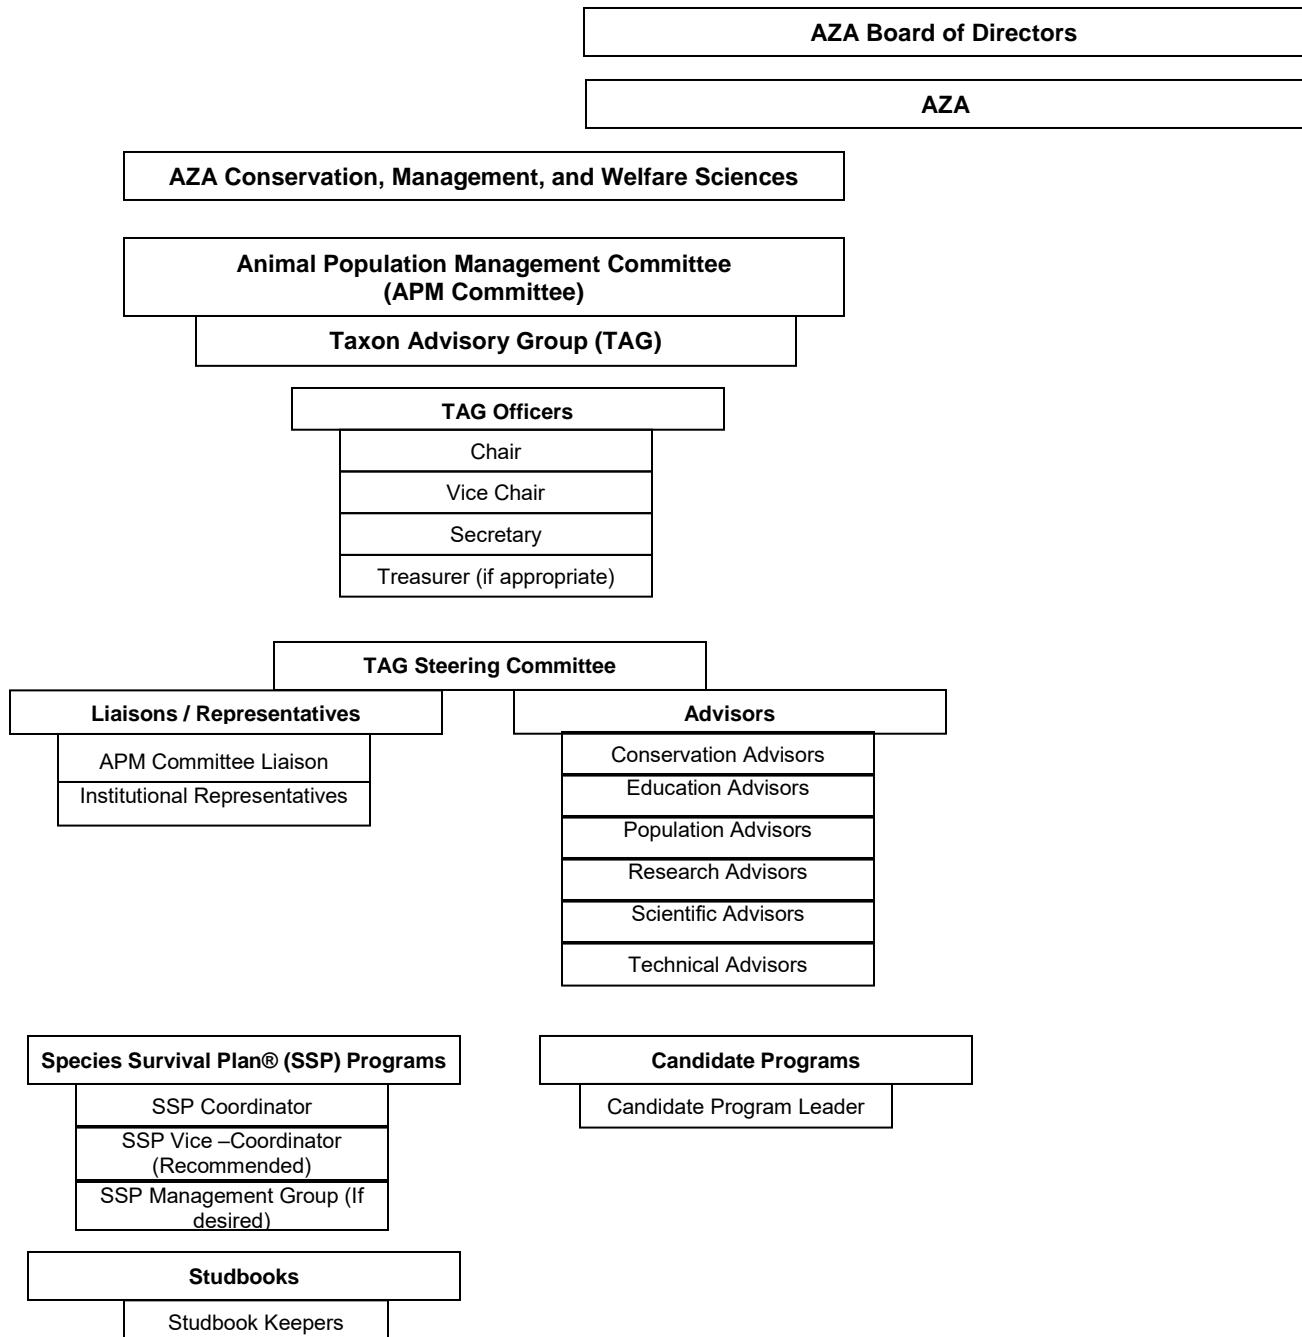 AZA Board of Directors
AZA
AZA Conservation, Management, and Welfare Sciences
Animal Population Management Committee
(APM Committee)
Taxon Advisory Group (TAG)
TAG Officers
Chair
Vice Chair
Secretary
Treasurer (if appropriate)
TAG Steering Committee
Liaisons / Representatives
APM Committee Liaison
Institutional Representatives
Advisors
Conservation Advisors
Education Advisors
Population Advisors
Research Advisors
Scientific Advisors
Technical Advisors
Species Survival Plan® (SSP) Programs
SSP Coordinator
SSP Vice –Coordinator
(Recommended)
SSP Management Group (If
desired)
Candidate Programs
Candidate Program Leader
Studbooks
Studbook Keepers